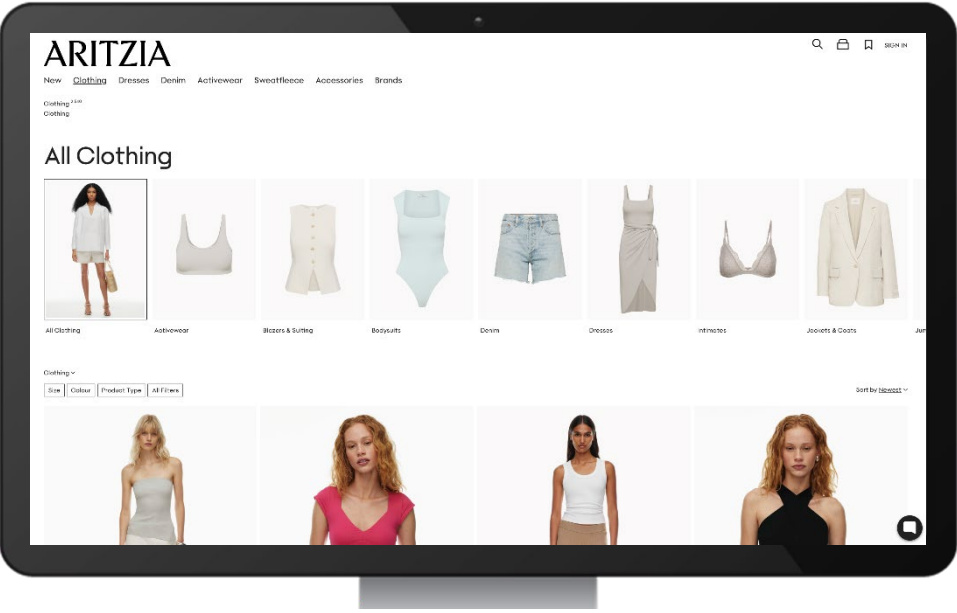 ARITZIA
SIGN IN
New Clothing Dresses Denim Activewear Sweatfleece Accessories Brands
Clothing
Clothing
All Clothing
All Clothing Activewear Blazers & Suiting Bodysuits Denim Dresses Intimates Jackets & Coats
Clothing
Size Colour Product Type All Filters Sort by Newest